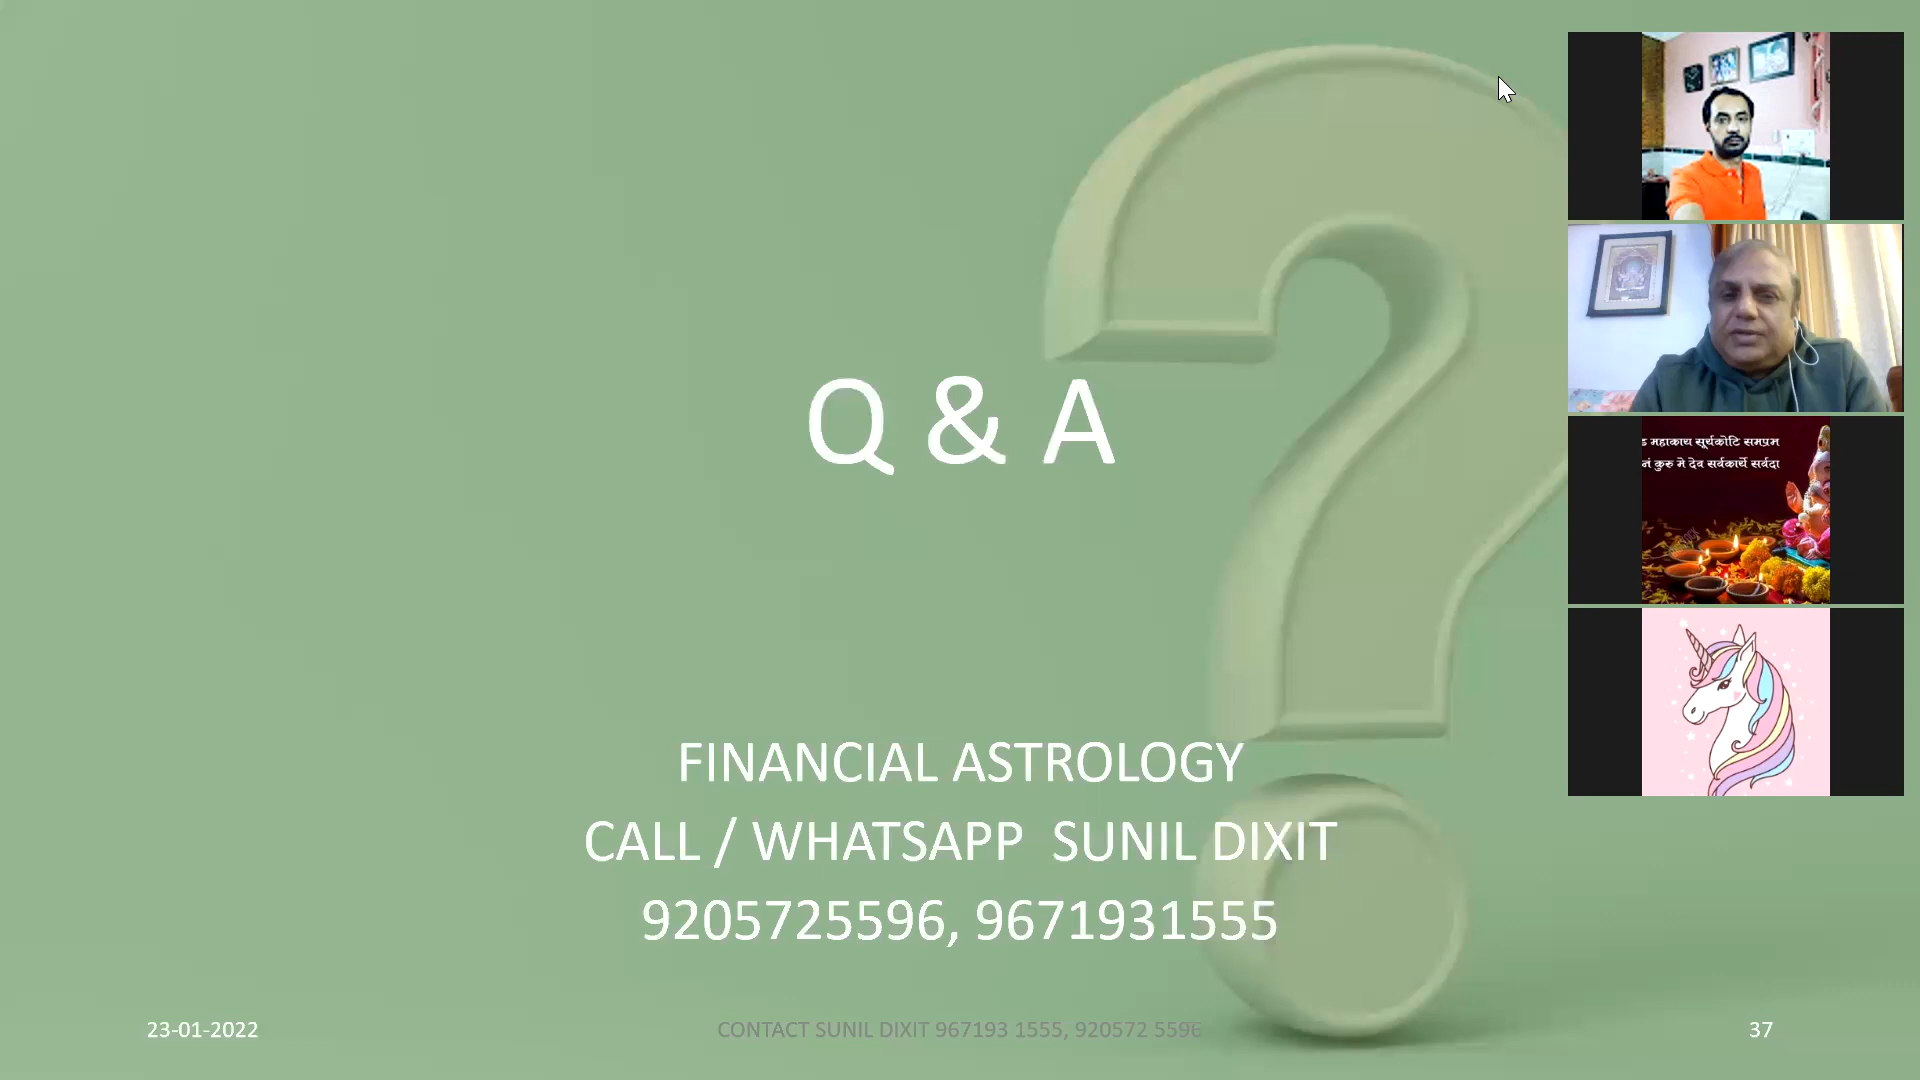 Q & A
FINANCIAL ASTROLOGY
CALL / WHATSAPP SUNIL DIXIT
9205725596, 9671931555
23-01-2022
CONTACT SUNIL DIXIT 967193 1555, 920572 5596
37
महाकाय सूर्यकोटि समप्रभ
कुरु मे देव सर्वकार्ये सर्वदा